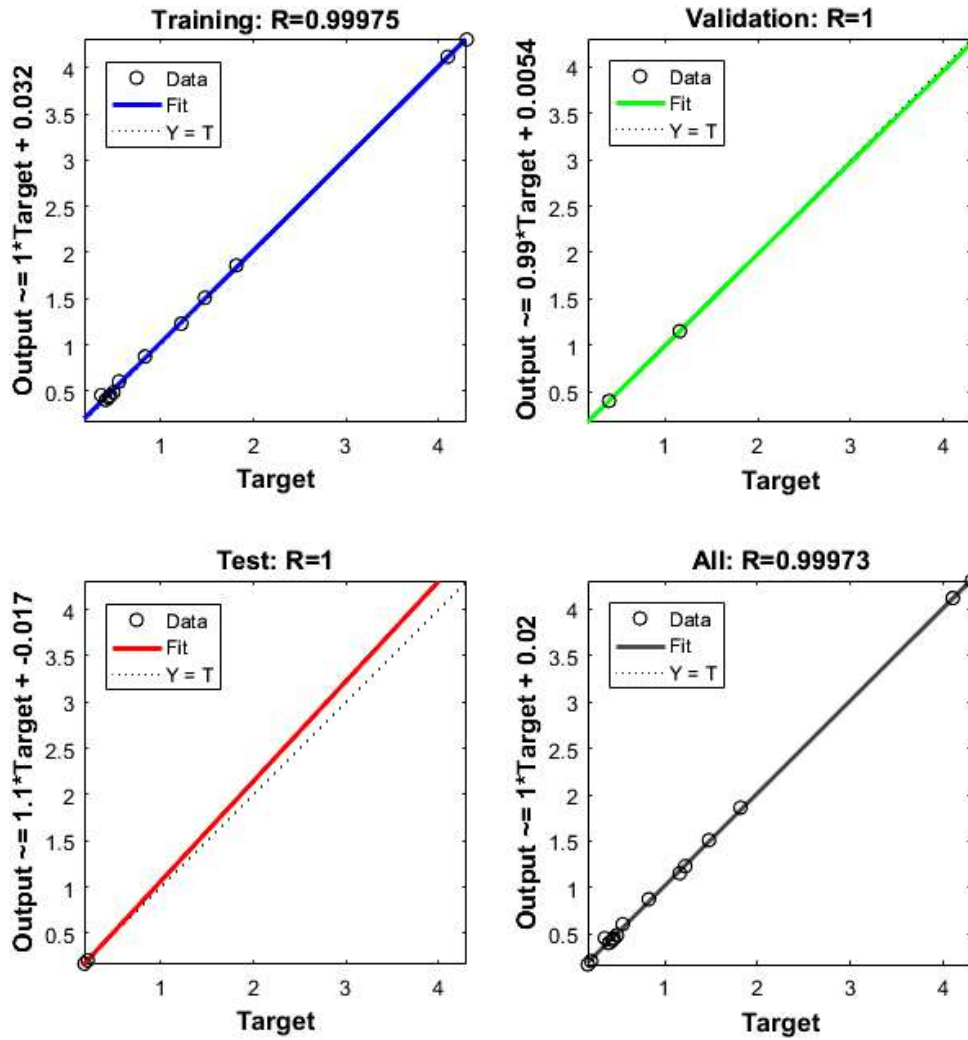 Training: R=0.99975
Output ~= 1*Target + 0.032
4
3.5
3
2.5
2
1.5
1
0.5
Data
Fit
Y = T
1
2
3
4
Target
Validation: R=1
Output ~= 0.99*Target + 0.0054
4
3.5
3
2.5
2
1.5
1
0.5
Data
Fit
Y = T
1
2
3
4
Target
Test: R=1
Output ~= 1.1*Target + -0.017
4
3.5
3
2.5
2
1.5
1
0.5
Data
Fit
Y = T
1
2
3
4
Target
All: R=0.99973
Output ~= 1*Target + 0.02
4
3.5
3
2.5
2
1.5
1
0.5
Data
Fit
Y = T
1
2
3
4
Target